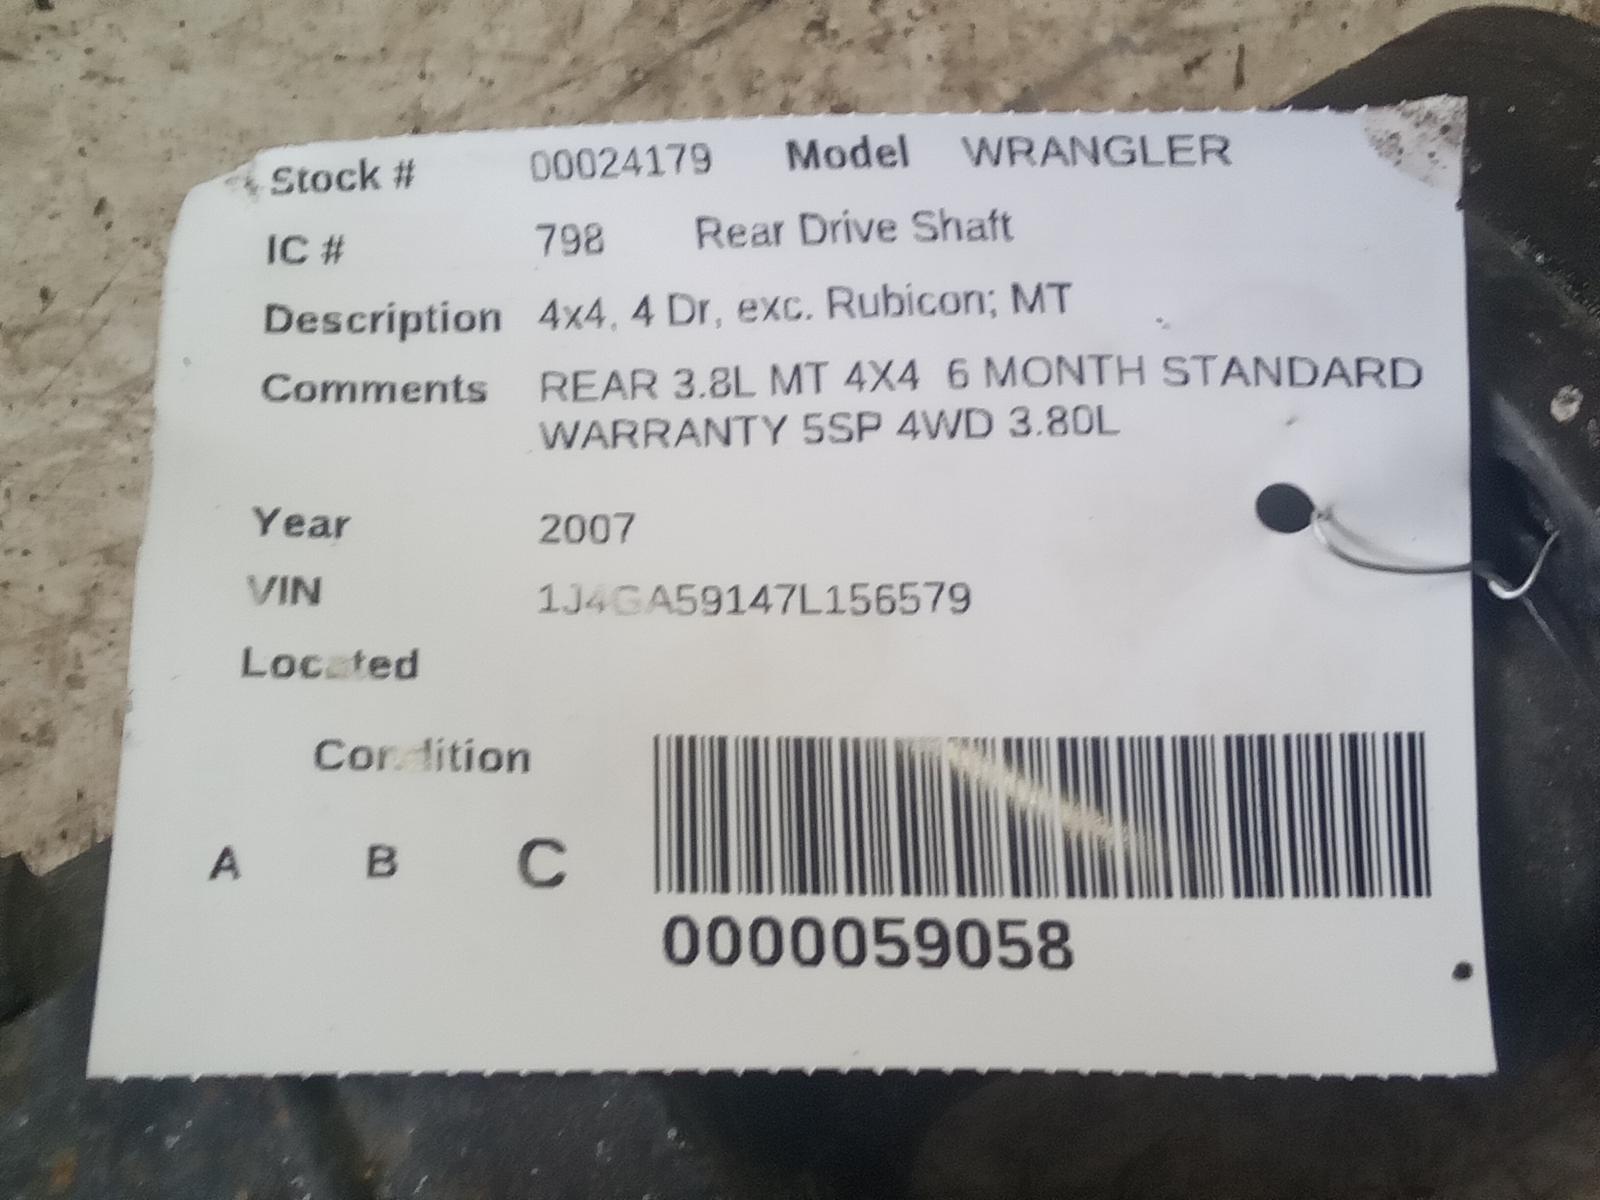 Stock # 00024179 Model WRANGLER
IC # 798 Rear Drive Shaft
Description 4x4, 4 Dr, exc. Rubicon; MT
Comments REAR 3.8L MT 4X4 6 MONTH STANDARD
WARRANTY 5SP 4WD 3.80L
Year 2007
VIN 1J4GA59147L156579
Located
Condition
A B C
0000059058